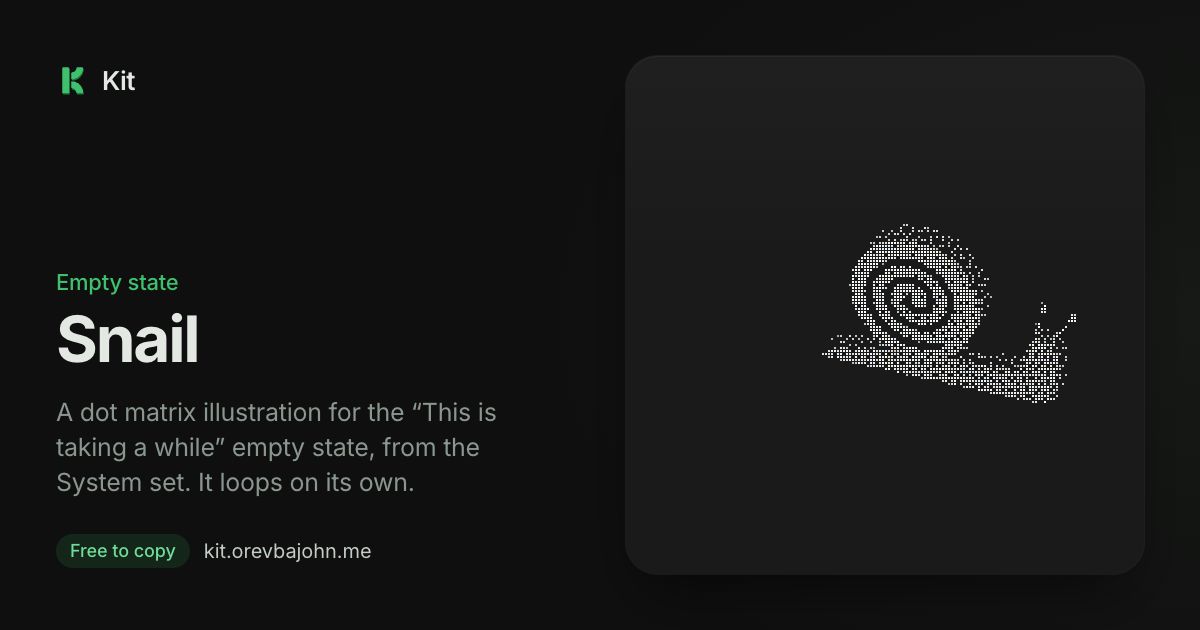 Kit
Empty state
Snail
A dot matrix illustration for the “This is
taking a while” empty state, from the
System set. It loops on its own.
Free to copy
kit.orevbajohn.me